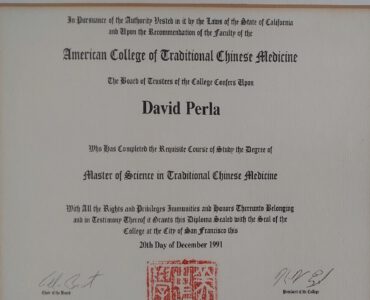 In Pursuance of the Authority Vested in it by the Laws of the State of California
and Upon the Recommendation of the Faculty of the
American College of Traditional Chinese Medicine
The Board of Trustees of the College Confers Upon
David Perla
Who Has Completed the Requisite Course of Study the Degree of
Master of Science in Traditional Chinese Medicine
With All the Rights and Privileges Immunities and Honors Thereunto Belonging
and in Testimony Thereof it Grants this Diploma Sealed with the Seal of the
College at the City of San Francisco this
20th Day of December 1991
Chair of the Board
President of the College